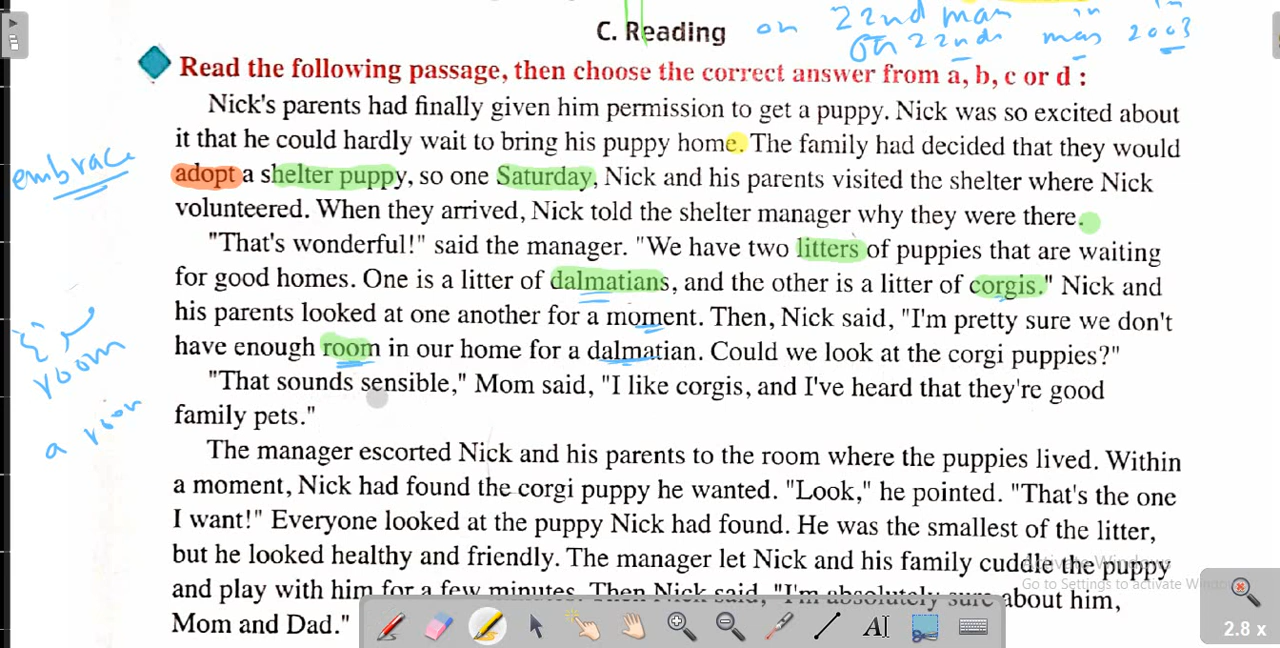 C. Reading
on 22nd may in
On 22nds may 2003
Read the following passage, then choose the correct answer from a, b, c or d :
Nick's parents had finally given him permission to get a puppy. Nick was so excited about
it that he could hardly wait to bring his puppy home. The family had decided that they would
embrace
adopt a shelter puppy, so one Saturday, Nick and his parents visited the shelter where Nick
volunteered. When they arrived, Nick told the shelter manager why they were there.
"That's wonderful!" said the manager. "We have two litters of puppies that are waiting
for good homes. One is a litter of dalmatians, and the other is a litter of corgis." Nick and
his parents looked at one another for a moment. Then, Nick said, "I'm pretty sure we don't
have enough room in our home for a dalmatian. Could we look at the corgi puppies?"
room
"That sounds sensible," Mom said, "I like corgis, and I've heard that they're good
family pets."
a room
The manager escorted Nick and his parents to the room where the puppies lived. Within
a moment, Nick had found the corgi puppy he wanted. "Look," he pointed. "That's the one
I want!" Everyone looked at the puppy Nick had found. He was the smallest of the litter,
but he looked healthy and friendly. The manager let Nick and his family cuddle the puppy
Activate Windows
and play with him for a few minutes. Then Nick said, "I'm absolutely sure about him,
Go to Settings to activate Windows
Mom and Dad."
AI
2.8 x